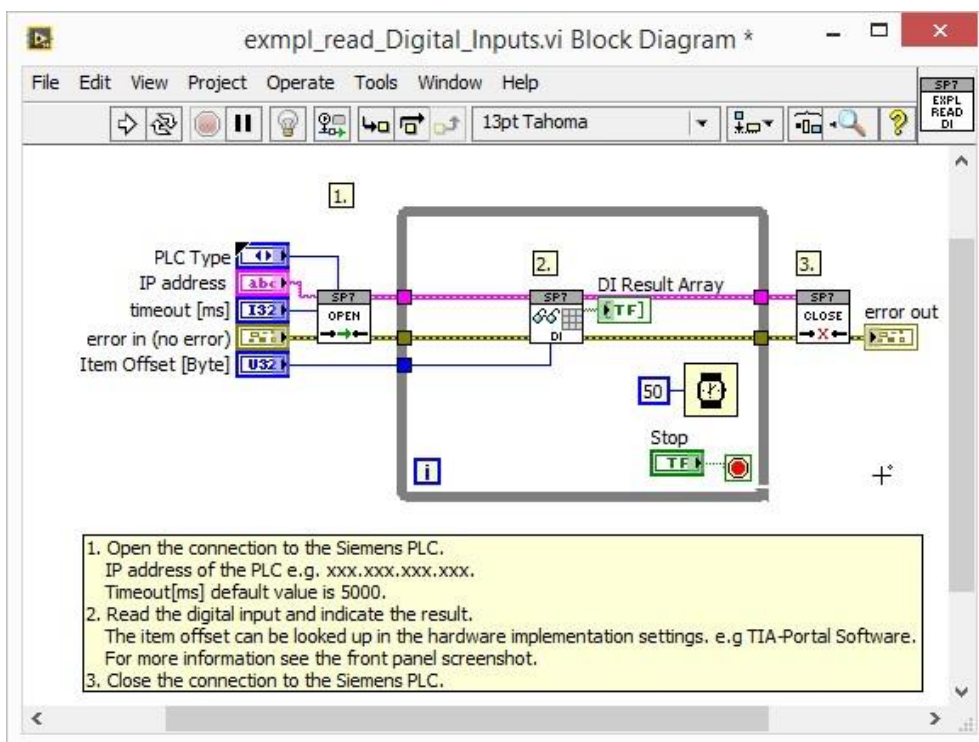 exmpl_read_Digital_Inputs.vi Block Diagram *
File Edit View Project Operate Tools Window Help
SP7
EXPL
READ
DI
13pt Tahoma
1.
PLC Type
IP address abc
timeout [ms] I32
error in (no error)
Item Offset [Byte] U32
SP7
OPEN
2.
SP7
DI
DI Result Array
[TF]
3.
SP7
CLOSE
X
error out
50
Stop
TF
i
1. Open the connection to the Siemens PLC.
IP address of the PLC e.g. xxx.xxx.xxx.xxx.
Timeout[ms] default value is 5000.
2. Read the digital input and indicate the result.
The item offset can be looked up in the hardware implementation settings. e.g TIA-Portal Software.
For more information see the front panel screenshot.
3. Close the connection to the Siemens PLC.